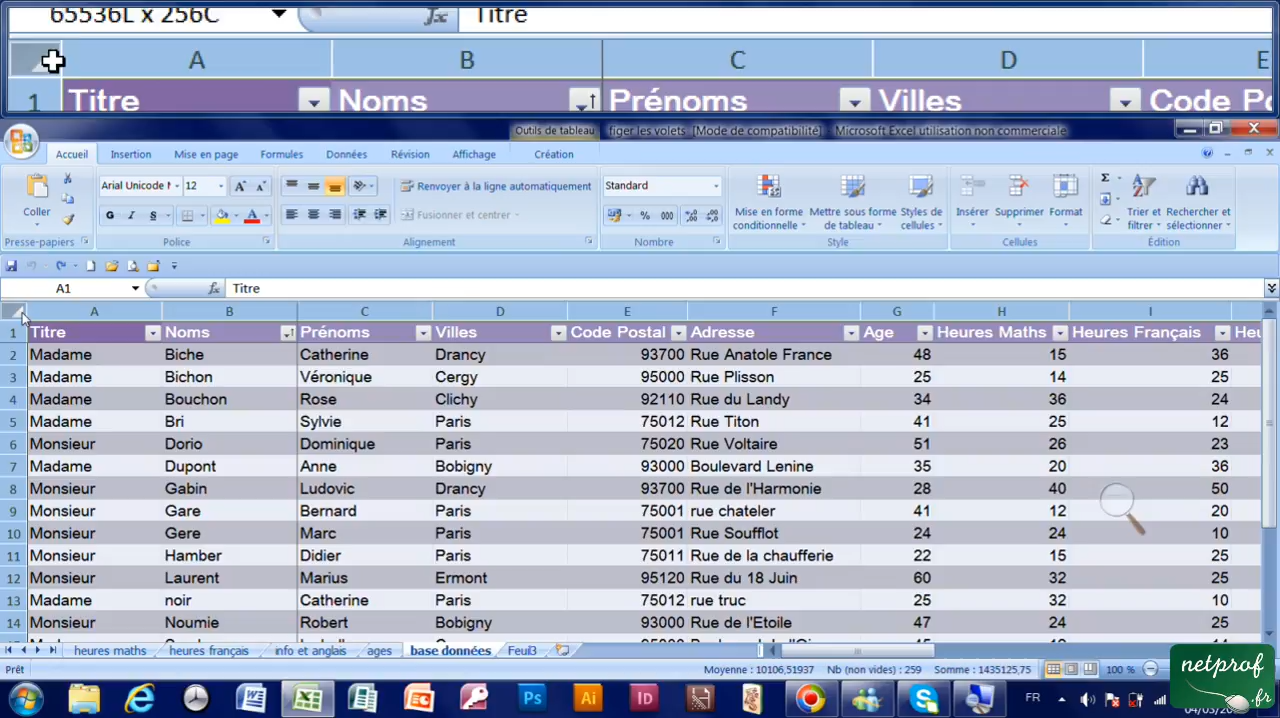 65536L x 256C fx Titre
A B C D E
1 Titre Noms Prénoms Villes Code Po
Outils de tableau figer les volets [Mode de compatibilité] Microsoft Excel utilisation non commerciale
Accueil Insertion Mise en page Formules Données Révision Affichage Création
Arial Unicode M 12 Renvoyer à la ligne automatiquement Standard Σ
Coller G I S A Fusionner et centrer % 000 Mise en forme conditionnelle Mettre sous forme de tableau Styles de cellules Insérer Supprimer Format Trier et filtrer Rechercher et sélectionner
Presse-papiers Police Alignement Nombre Style Cellules Édition
A1 fx Titre
A B C D E F G H I
1 Titre Noms Prénoms Villes Code Postal Adresse Age Heures Maths Heures Français Heu
2 Madame Biche Catherine Drancy 93700 Rue Anatole France 48 15 36
3 Madame Bichon Véronique Cergy 95000 Rue Plisson 25 14 25
4 Madame Bouchon Rose Clichy 92110 Rue du Landy 34 36 24
5 Madame Bri Sylvie Paris 75012 Rue Titon 41 25 12
6 Monsieur Dorio Dominique Paris 75020 Rue Voltaire 51 26 23
7 Madame Dupont Anne Bobigny 93000 Boulevard Lenine 35 20 36
8 Monsieur Gabin Ludovic Drancy 93700 Rue de l'Harmonie 28 40 50
9 Monsieur Gare Bernard Paris 75001 rue chateler 41 12 20
10 Monsieur Gere Marc Paris 75001 Rue Soufflot 24 24 10
11 Monsieur Hamber Didier Paris 75011 Rue de la chaufferie 22 15 25
12 Monsieur Laurent Marius Ermont 95120 Rue du 18 Juin 60 32 25
13 Madame noir Catherine Paris 75012 rue truc 25 32 10
14 Monsieur Noumie Robert Bobigny 93000 Rue de l'Etoile 47 24 25
heures maths heures français info et anglais ages base données Feuil3
Prêt Moyenne : 10106,51937 Nb (non vides) : 259 Somme : 1435125,75 100 %
netprof
.fr
W Ps Ai ID FR
04/03/20